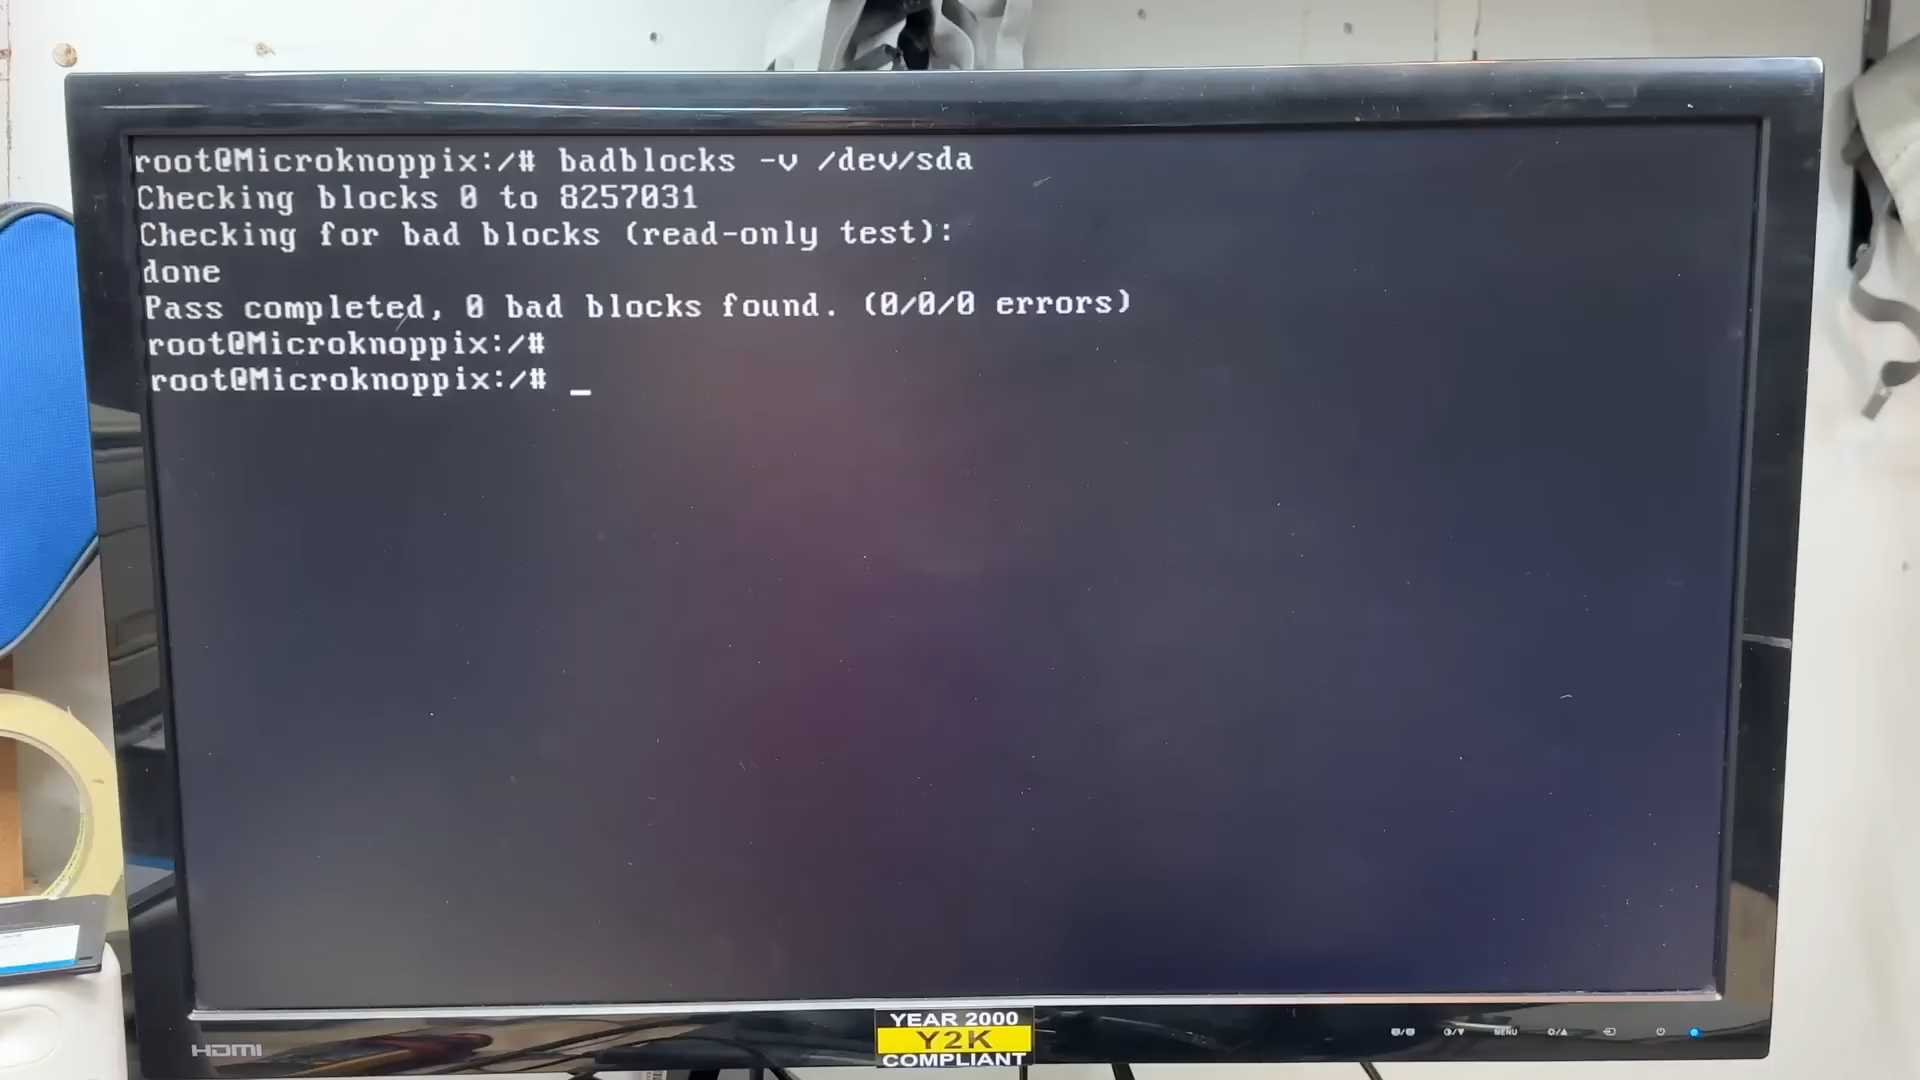 root@Microknoppix:/# badblocks -v /dev/sda
Checking blocks 0 to 8257031
Checking for bad blocks (read-only test):
done
Pass completed, 0 bad blocks found. (0/0/0 errors)
root@Microknoppix:/#
root@Microknoppix:/# _
HDMI
YEAR 2000
Y2K
COMPLIANT
MENU